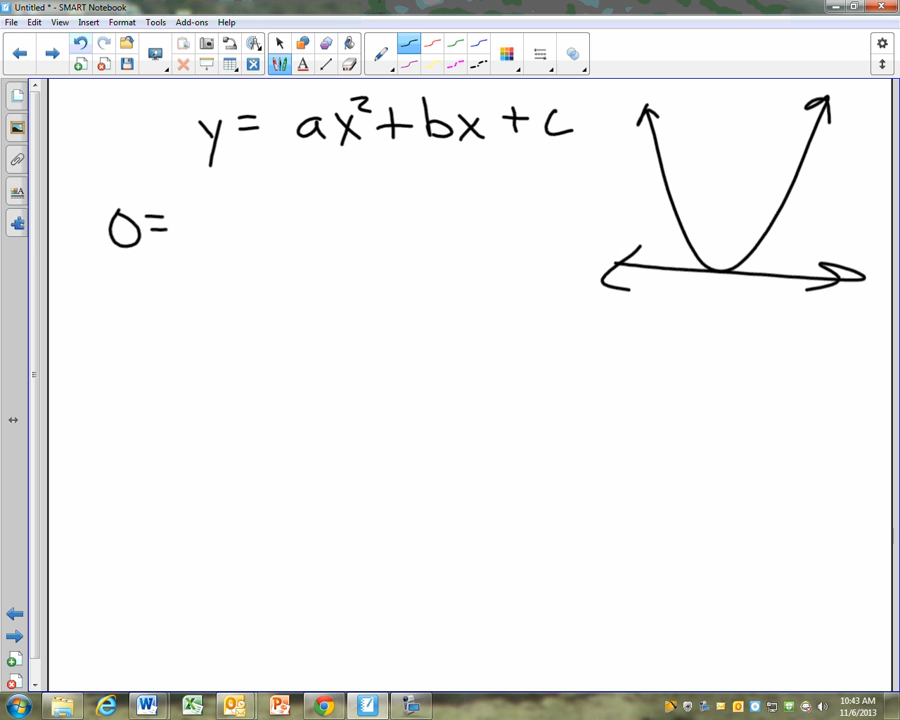 Untitled * - SMART Notebook
File Edit View Insert Format Tools Add-ons Help
y = ax²+bx+c
0=
10:43 AM
11/6/2013